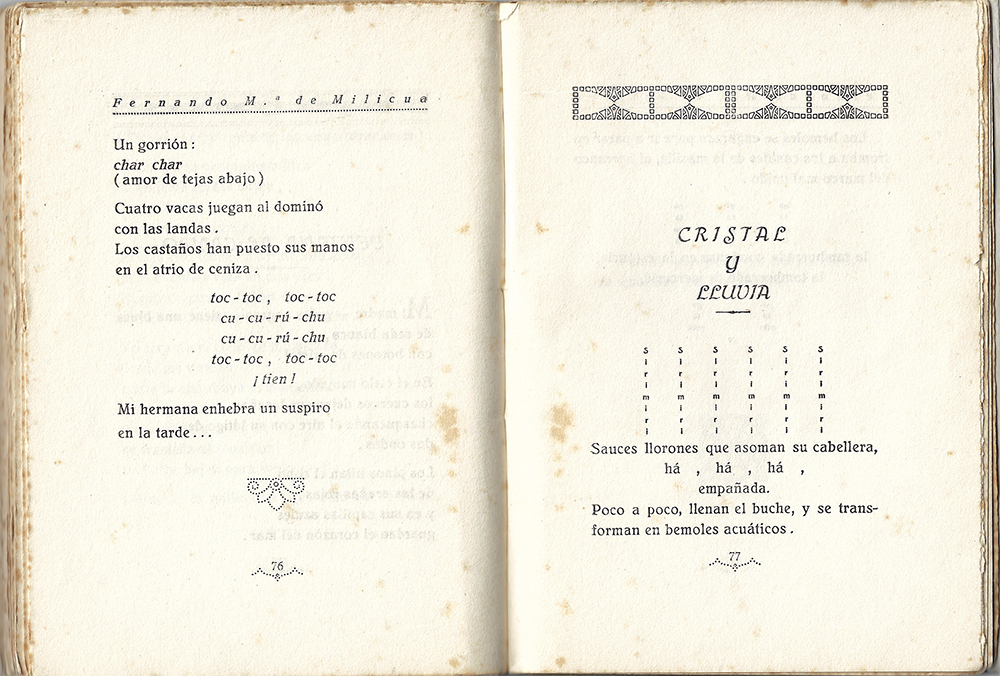 Fernando M.ª de Milicua
Un gorrión :
char char
( amor de tejas abajo )
Cuatro vacas juegan al dominó
con las landas .
Los castaños han puesto sus manos
en el atrio de ceniza .
toc - toc , toc - toc
cu - cu - rú - chu
cu - cu - rú - chu
toc - toc , toc - toc
¡ tien !
Mi hermana enhebra un suspiro
en la tarde . . .
76
CRISTAL
Y
LLUVIA
s s s s s s
i i i i i i
r r r r r r
i i i i i i
m m m m m m
i i i i i i
r r r r r r
i i i i i i
Sauces llorones que asoman su cabellera,
há , há , há ,
empañada.
Poco a poco, llenan el buche, y se trans-
forman en bemoles acuáticos .
77